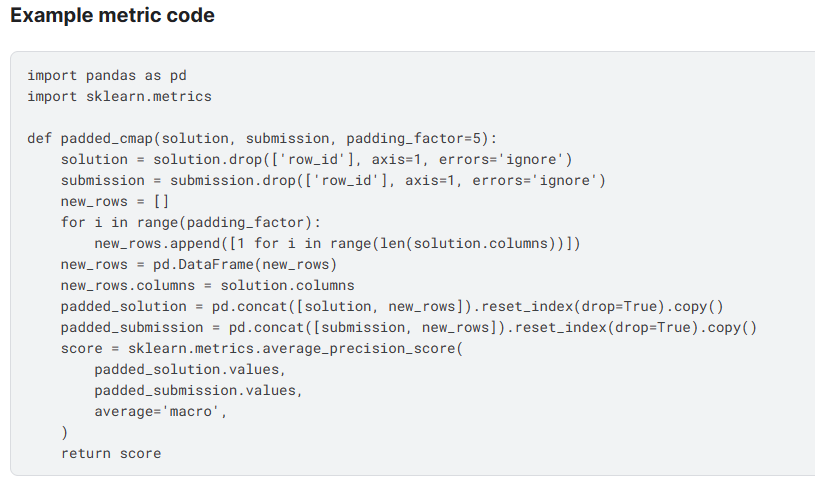 Example metric code
import pandas as pd
import sklearn.metrics
def padded_cmap(solution, submission, padding_factor=5):
    solution = solution.drop(['row_id'], axis=1, errors='ignore')
    submission = submission.drop(['row_id'], axis=1, errors='ignore')
    new_rows = []
    for i in range(padding_factor):
        new_rows.append([1 for i in range(len(solution.columns))])
    new_rows = pd.DataFrame(new_rows)
    new_rows.columns = solution.columns
    padded_solution = pd.concat([solution, new_rows]).reset_index(drop=True).copy()
    padded_submission = pd.concat([submission, new_rows]).reset_index(drop=True).copy()
    score = sklearn.metrics.average_precision_score(
        padded_solution.values,
        padded_submission.values,
        average='macro',
    )
    return score